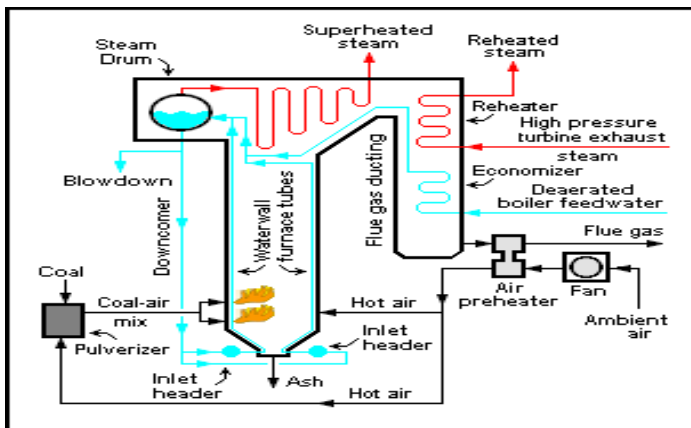 Superheated
steam
Reheated
steam
Steam
Drum
Reheater
High pressure
turbine exhaust
steam
Economizer
Deaerated
boiler feedwater
Blowdown
Downcomer
Waterwall
furnace tubes
Flue gas ducting
Flue gas
Air
preheater
Fan
Ambient
air
Coal
Coal-air
mix
Pulverizer
Hot air
Inlet
header
Inlet
header
Ash
Hot air